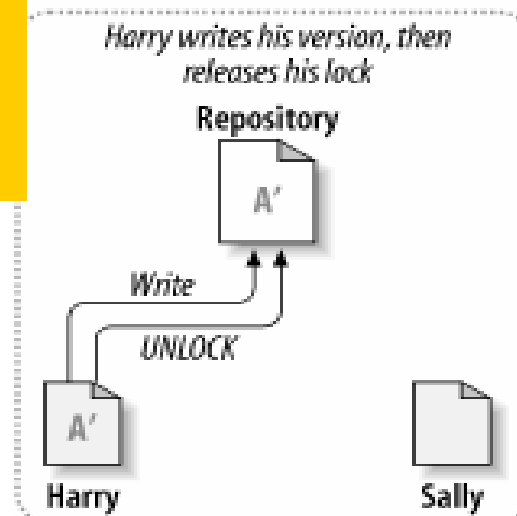 Harry writes his version, then
releases his lock
Repository
A′
Write
UNLOCK
A′
Harry
Sally